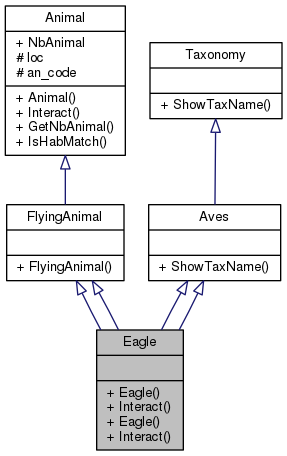 Animal
+ NbAnimal
# loc
# an_code
+ Animal()
+ Interact()
+ GetNbAnimal()
+ IsHabMatch()
Taxonomy
+ ShowTaxName()
FlyingAnimal
+ FlyingAnimal()
Aves
+ ShowTaxName()
Eagle
+ Eagle()
+ Interact()
+ Eagle()
+ Interact()